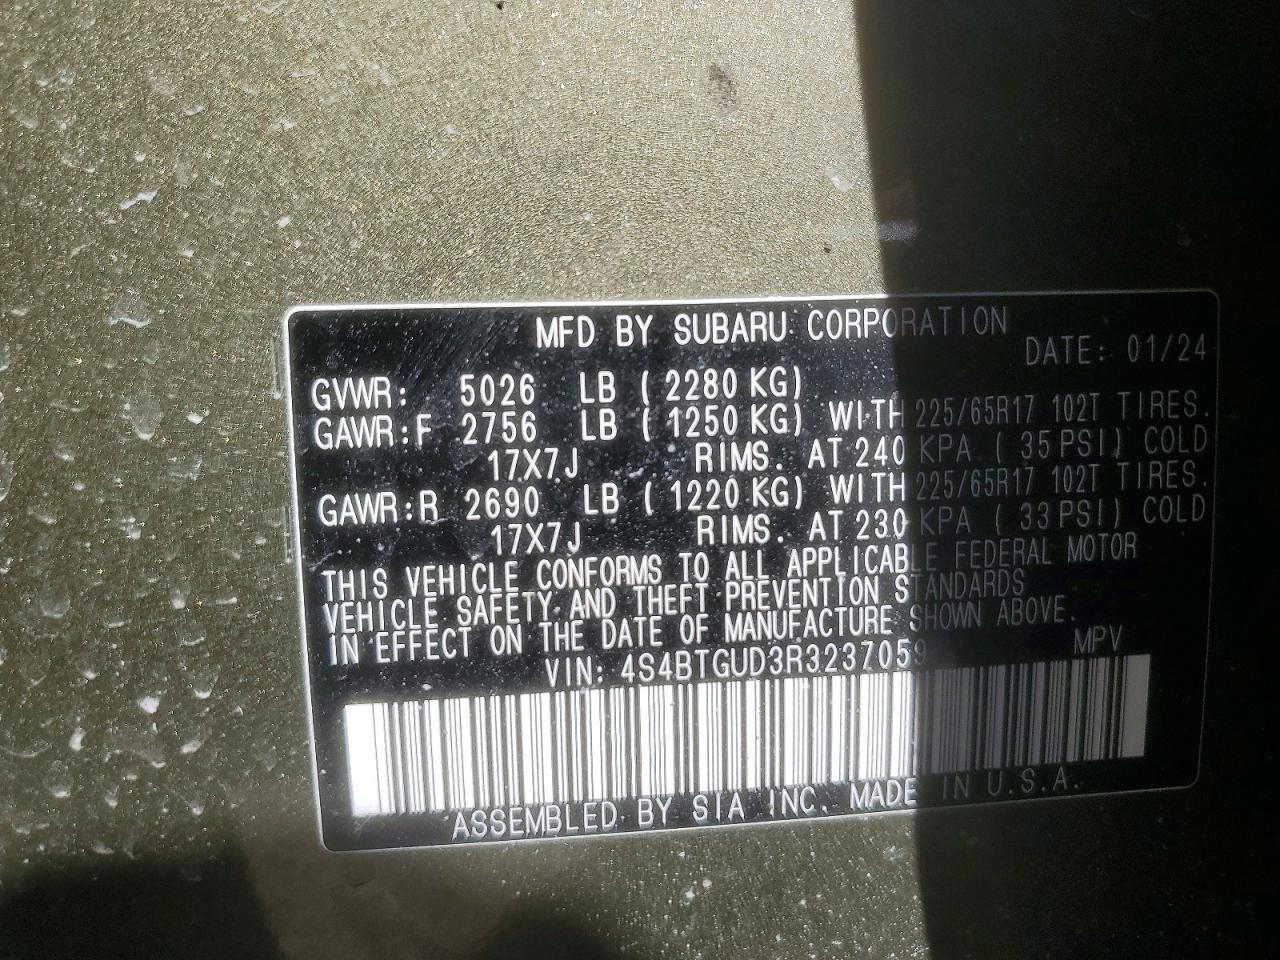 MFD BY SUBARU CORPORATION
DATE: 01/24
GVWR: 5026 LB ( 2280 KG)
GAWR:F 2756 LB ( 1250 KG) WITH 225/65R17 102T TIRES.
17X7J RIMS. AT 240 KPA ( 35 PSI) COLD
GAWR:R 2690 LB ( 1220 KG) WITH 225/65R17 102T TIRES.
17X7J RIMS. AT 230 KPA ( 33 PSI) COLD
THIS VEHICLE CONFORMS TO ALL APPLICABLE FEDERAL MOTOR
VEHICLE SAFETY AND THEFT PREVENTION STANDARDS
IN EFFECT ON THE DATE OF MANUFACTURE SHOWN ABOVE.
VIN: 4S4BTGUD3R3237059 MPV
ASSEMBLED BY SIA INC. MADE IN U.S.A.